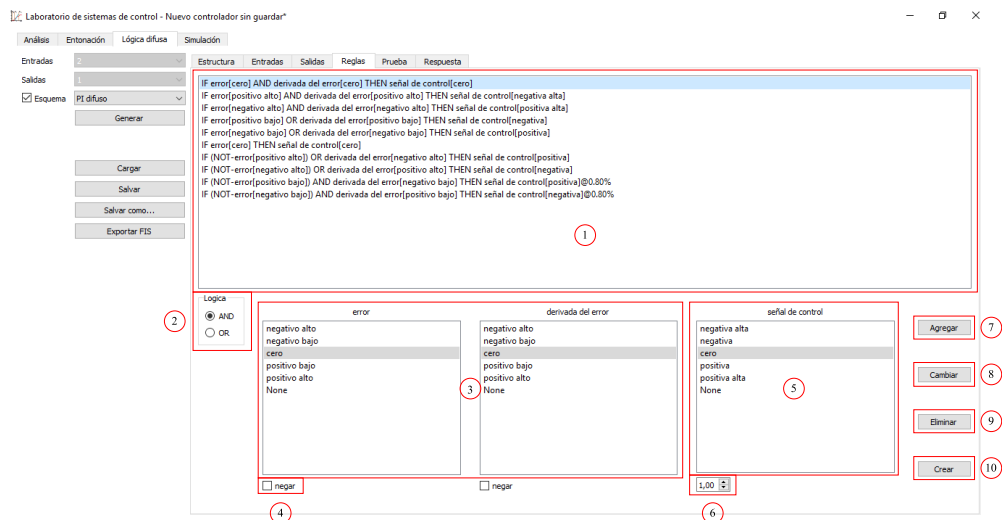 Laboratorio de sistemas de control - Nuevo controlador sin guardar*
Análisis Entonación Lógica difusa Simulación
Entradas 2
Salidas 1
Esquema PI difuso
Generar
Cargar
Salvar
Salvar como...
Exportar FIS
Estructura Entradas Salidas Reglas Prueba Respuesta
IF error[cero] AND derivada del error[cero] THEN señal de control[cero]
IF error[positivo alto] AND derivada del error[positivo alto] THEN señal de control[negativa alta]
IF error[negativo alto] AND derivada del error[negativo alto] THEN señal de control[positiva alta]
IF error[positivo bajo] OR derivada del error[positivo bajo] THEN señal de control[negativa]
IF error[negativo bajo] OR derivada del error[negativo bajo] THEN señal de control[positiva]
IF error[cero] THEN señal de control[cero]
IF (NOT-error[positivo alto]) OR derivada del error[negativo alto] THEN señal de control[positiva]
IF (NOT-error[negativo alto]) OR derivada del error[positivo alto] THEN señal de control[negativa]
IF (NOT-error[positivo bajo]) AND derivada del error[negativo bajo] THEN señal de control[positiva]@0.80%
IF (NOT-error[negativo bajo]) AND derivada del error[positivo bajo] THEN señal de control[negativa]@0.80%
1
Logica
AND
OR
2
error
negativo alto
negativo bajo
cero
positivo bajo
positivo alto
None
negar
4
derivada del error
negativo alto
negativo bajo
cero
positivo bajo
positivo alto
None
3
negar
señal de control
negativa alta
negativa
cero
positiva
positiva alta
None
5
1,00
6
Agregar 7
Cambiar 8
Eliminar 9
Crear 10